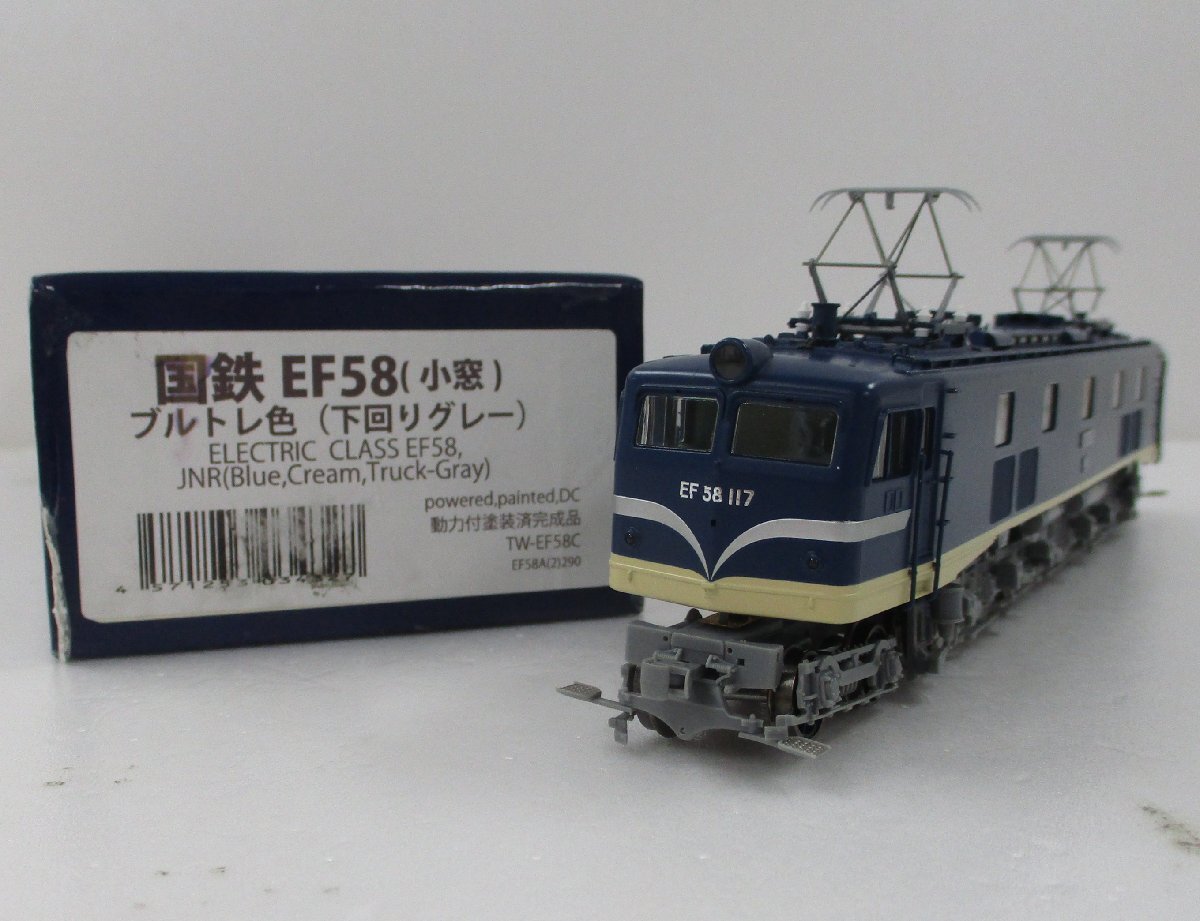 国鉄 EF58(小窓)
ブルトレ色(下回りグレー)
ELECTRIC CLASS EF58,
JNR(Blue,Cream,Truck-Gray)
powered,painted,DC
動力付塗装済完成品
TW-EF58C
EF58A(2)290
EF 58 117